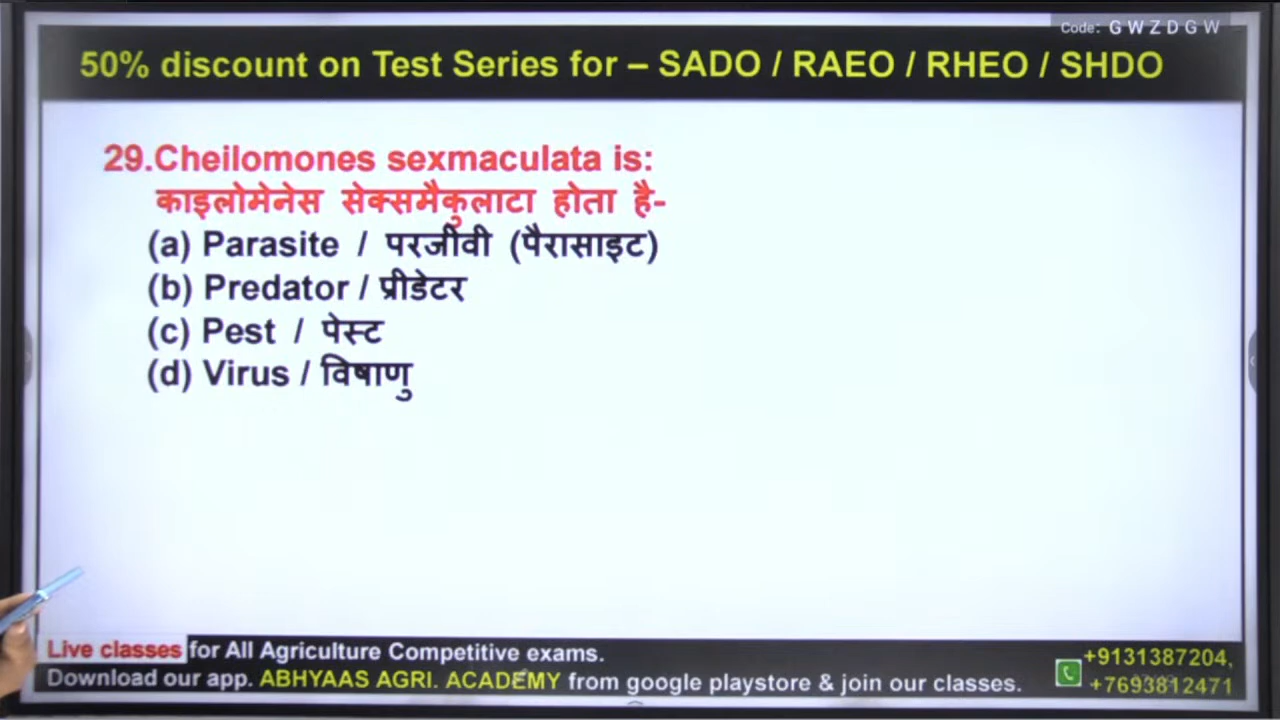 Code: G W Z D G W
50% discount on Test Series for – SADO / RAEO / RHEO / SHDO
29.Cheilomones sexmaculata is:
काइलोमेनेस सेक्समैकुलाटा होता है-
(a) Parasite / परजीवी (पैरासाइट)
(b) Predator / प्रीडेटर
(c) Pest / पेस्ट
(d) Virus / विषाणु
Live classes for All Agriculture Competitive exams.
Download our app. ABHYAAS AGRI. ACADEMY from google playstore & join our classes.
+9131387204,
+7693812471